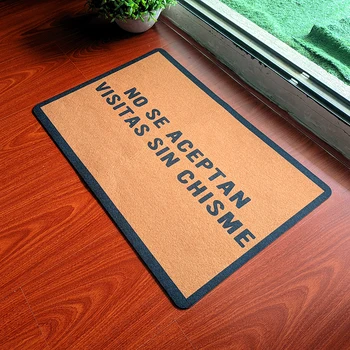 NO SE ACEPTAN
VISITAS SIN CHISME